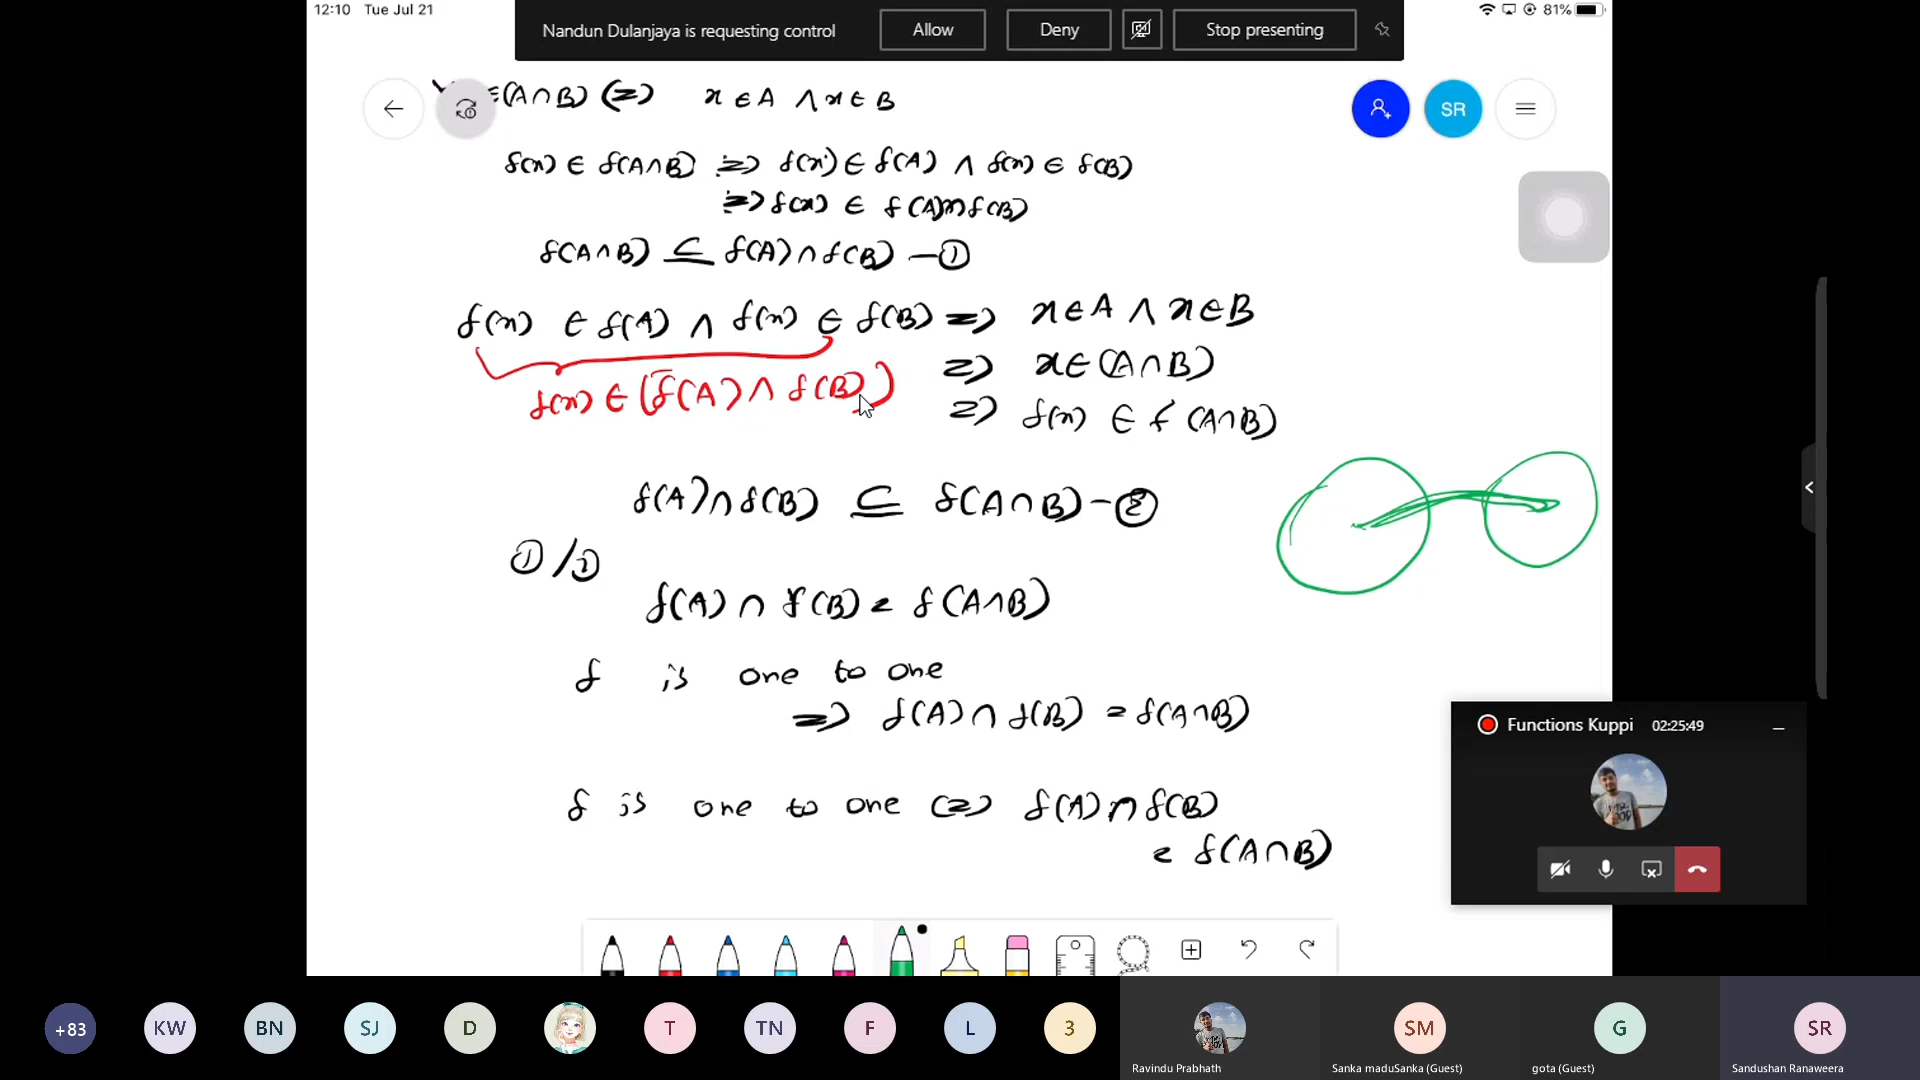 12:10 Tue Jul 21
81%
Nandun Dulanjaya is requesting control
Allow
Deny
Stop presenting
∈(A∩B) (=) x ∈A ∧x∈ B
SR
f(x) ∈ f(A∩B) => f(x) ∈ f(A) ∧ f(x) ∈ f(B)
=> f(x) ∈ f(A)∩f(B)
f(A∩B) ⊆ f(A)∩f(B) —①
f(x) ∈ f(A) ∧ f(x) ∈ f(B) => x∈A ∧ x∈B
=> x∈(A∩B)
f(x) ∈ (f(A) ∧ f(B))
=> f(x) ∈ f (A∩B)
f(A)∩f(B) ⊆ f(A∩B) -②
①/②
f(A) ∩ f(B) = f(A∩B)
f is one to one
=> f(A)∩f(B) = f(A∩B)
Functions Kuppi 02:25:49
f is one to one (=) f(A)∩f(B)
= f(A∩B)
+83
KW
BN
SJ
D
T
TN
F
L
3
SM
G
SR
Ravindu Prabhath
Sanka maduSanka (Guest)
gota (Guest)
Sandushan Ranaweera